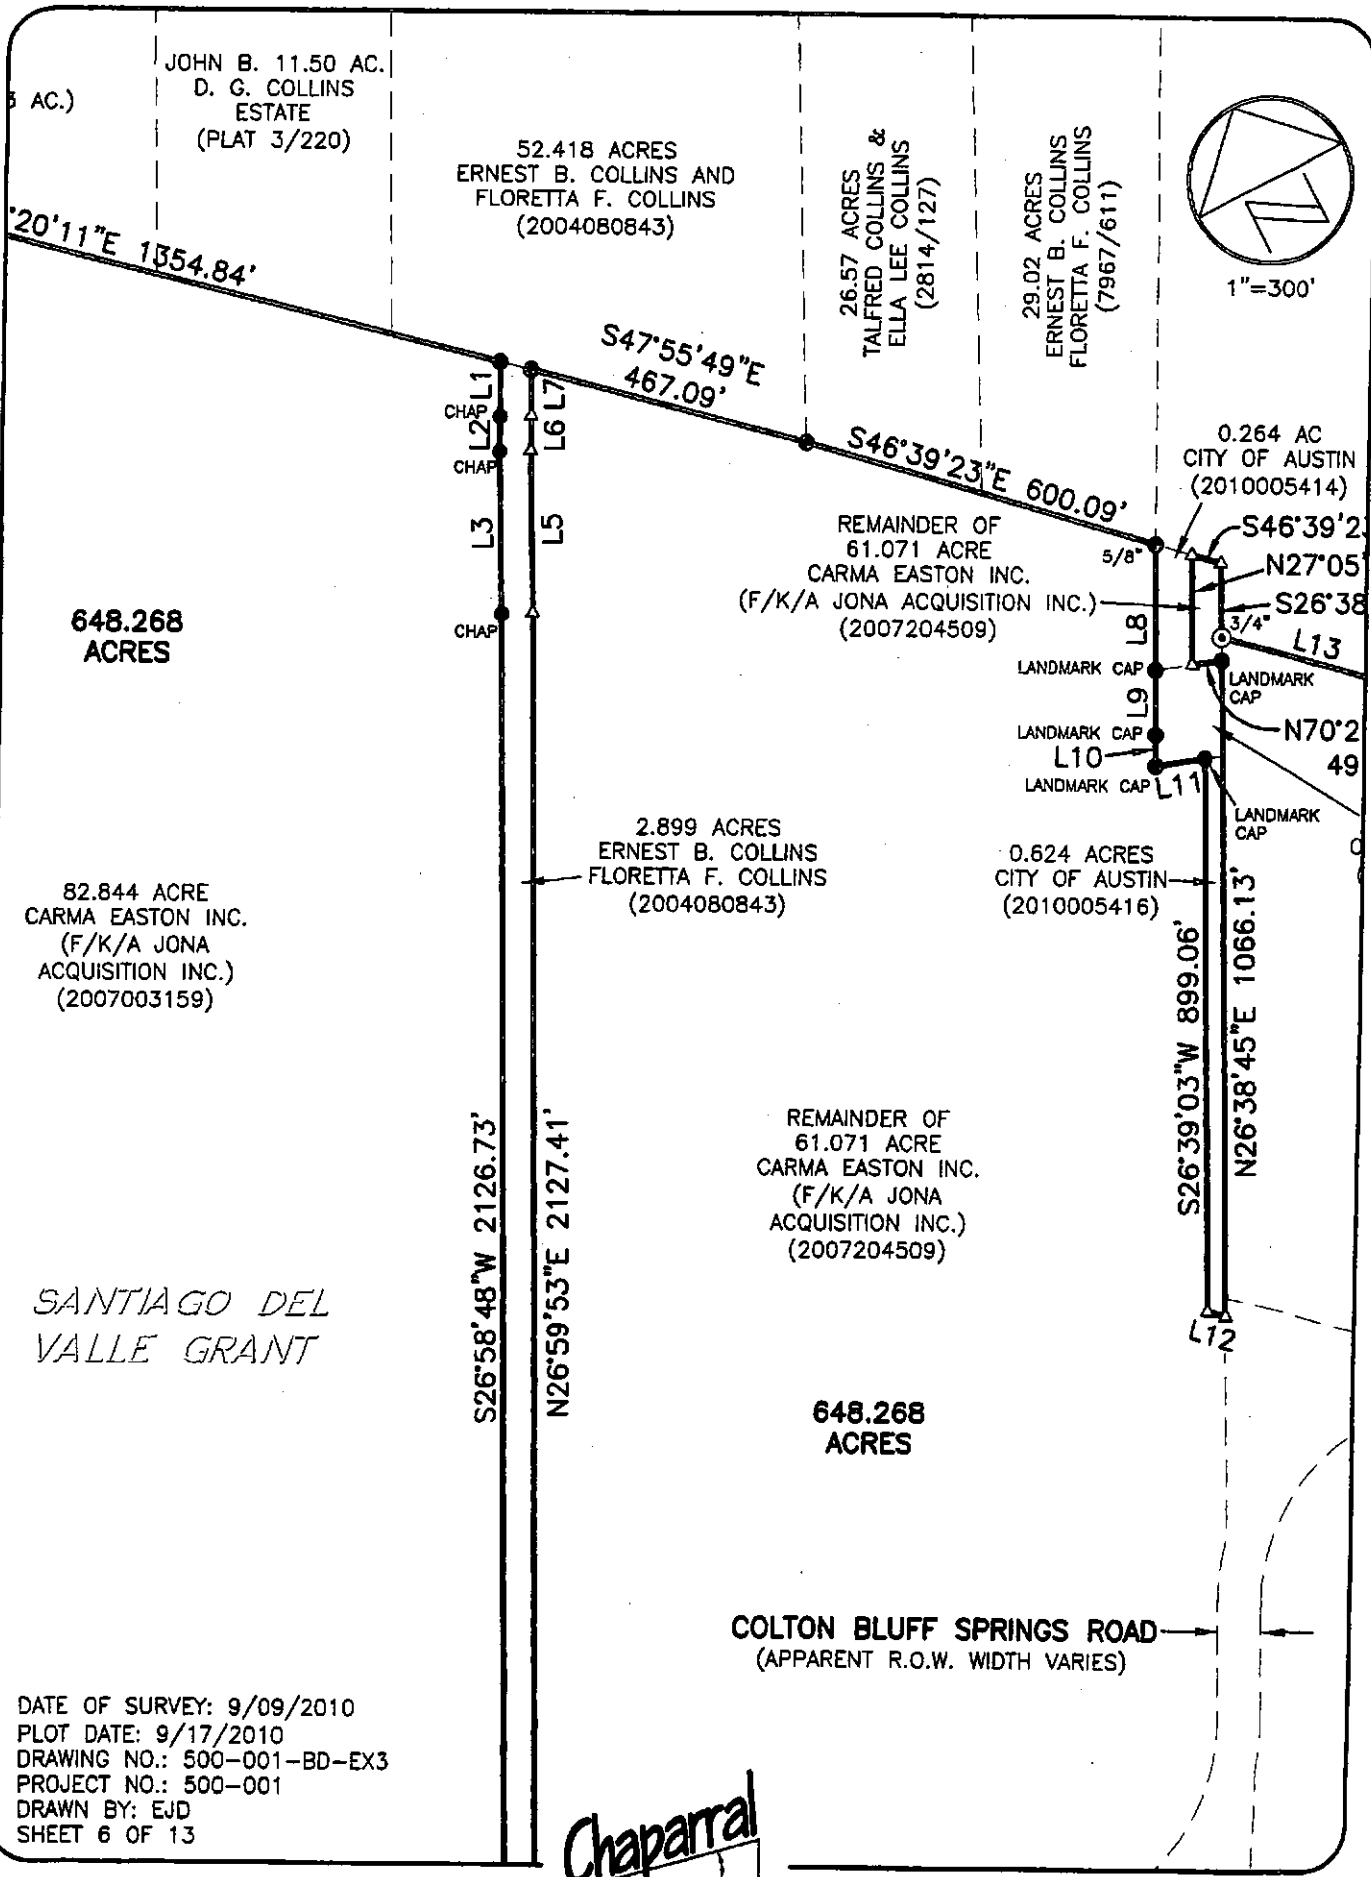 JOHN B. 11.50 AC.
D. G. COLLINS
ESTATE
(PLAT 3/220)
AC.)
52.418 ACRES
ERNEST B. COLLINS AND
FLORETTA F. COLLINS
(2004080843)
26.57 ACRES
TALFRED COLLINS &
ELLA LEE COLLINS
(2814/127)
29.02 ACRES
ERNEST B. COLLINS
FLORETTA F. COLLINS
(7967/611)
1"=300'
°20'11"E 1354.84'
S47°55'49"E
467.09'
S46°39'23"E 600.09'
0.264 AC
CITY OF AUSTIN
(2010005414)
L1
L7
CHAP
L2
L6
CHAP
L3
L5
CHAP
REMAINDER OF
61.071 ACRE
CARMA EASTON INC.
(F/K/A JONA ACQUISITION INC.)
(2007204509)
5/8"
S46°39'2
N27°05
S26°38
3/4"
L8
L13
LANDMARK CAP
LANDMARK
CAP
L9
LANDMARK CAP
N70°2
49
L10
LANDMARK CAP
L11
LANDMARK
CAP
648.268
ACRES
82.844 ACRE
CARMA EASTON INC.
(F/K/A JONA
ACQUISITION INC.)
(2007003159)
2.899 ACRES
ERNEST B. COLLINS
FLORETTA F. COLLINS
(2004080843)
0.624 ACRES
CITY OF AUSTIN
(2010005416)
S26°39'03"W 899.06'
N26°38'45"E 1066.13'
S26°58'48"W 2126.73'
N26°59'53"E 2127.41'
REMAINDER OF
61.071 ACRE
CARMA EASTON INC.
(F/K/A JONA
ACQUISITION INC.)
(2007204509)
SANTIAGO DEL
VALLE GRANT
L12
648.268
ACRES
COLTON BLUFF SPRINGS ROAD
(APPARENT R.O.W. WIDTH VARIES)
DATE OF SURVEY: 9/09/2010
PLOT DATE: 9/17/2010
DRAWING NO.: 500-001-BD-EX3
PROJECT NO.: 500-001
DRAWN BY: EJD
SHEET 6 OF 13
Chaparral